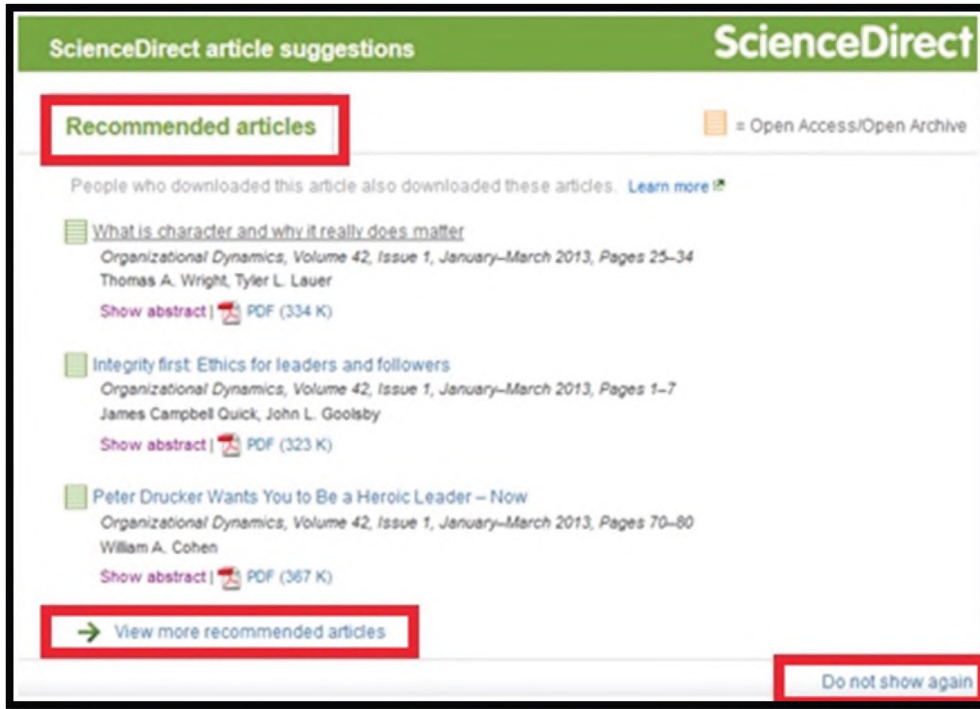 ScienceDirect article suggestions
ScienceDirect
Recommended articles
= Open Access/Open Archive
People who downloaded this article also downloaded these articles. Learn more
What is character and why it really does matter
Organizational Dynamics, Volume 42, Issue 1, January–March 2013, Pages 25–34
Thomas A. Wright, Tyler L. Lauer
Show abstract | PDF (334 K)
Integrity first: Ethics for leaders and followers
Organizational Dynamics, Volume 42, Issue 1, January–March 2013, Pages 1–7
James Campbell Quick, John L. Goolsby
Show abstract | PDF (323 K)
Peter Drucker Wants You to Be a Heroic Leader – Now
Organizational Dynamics, Volume 42, Issue 1, January–March 2013, Pages 70–80
William A. Cohen
Show abstract | PDF (367 K)
View more recommended articles
Do not show again